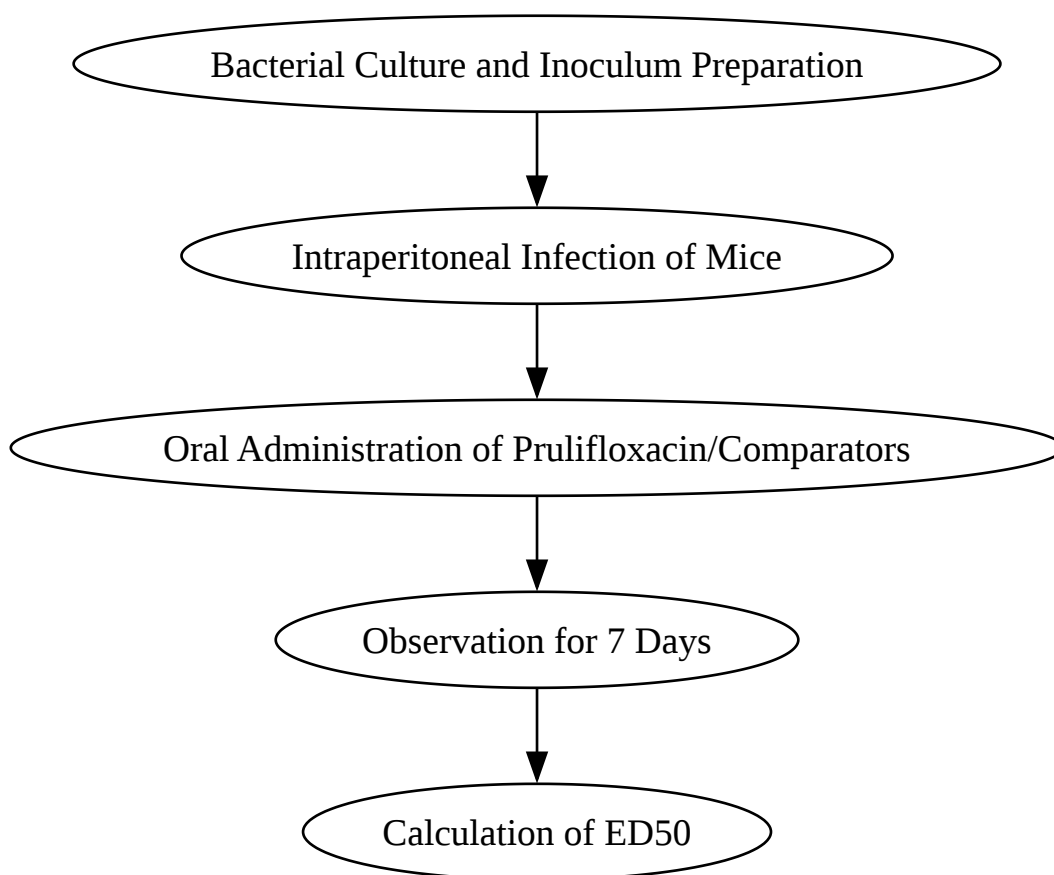 Bacterial Culture and Inoculum Preparation
Intraperitoneal Infection of Mice
Oral Administration of Prulifloxacin/Comparators
Observation for 7 Days
Calculation of ED50